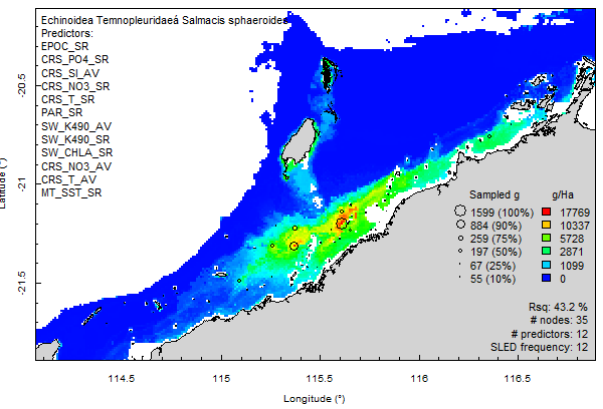 Echinoidea Temnopleuridaeá Salmacis sphaeroides
Predictors:
EPOC_SR
CRS_PO4_SR
CRS_SI_AV
CRS_NO3_SR
CRS_T_SR
PAR_SR
SW_K490_AV
SW_K490_SR
SW_CHLA_SR
CRS_NO3_AV
CRS_T_AV
MT_SST_SR
-20.5
-21
-21.5
Latitude (°)
Sampled g g/Ha
1599 (100%) 17769
884 (90%) 10337
259 (75%) 5728
197 (50%) 2871
67 (25%) 1099
55 (10%) 0
Rsq: 43.2 %
# nodes: 35
# predictors: 12
SLED frequency: 12
114.5 115 115.5 116 116.5
Longitude (°)